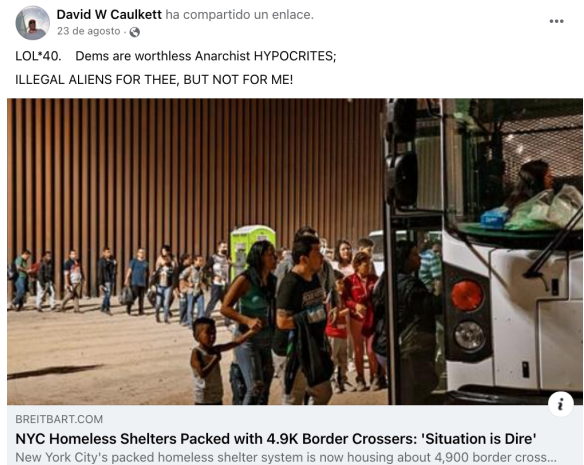 David W Caulkett ha compartido un enlace.
23 de agosto ·
LOL*40. Dems are worthless Anarchist HYPOCRITES;
ILLEGAL ALIENS FOR THEE, BUT NOT FOR ME!
BREITBART.COM
NYC Homeless Shelters Packed with 4.9K Border Crossers: 'Situation is Dire'
New York City's packed homeless shelter system is now housing about 4,900 border cross...